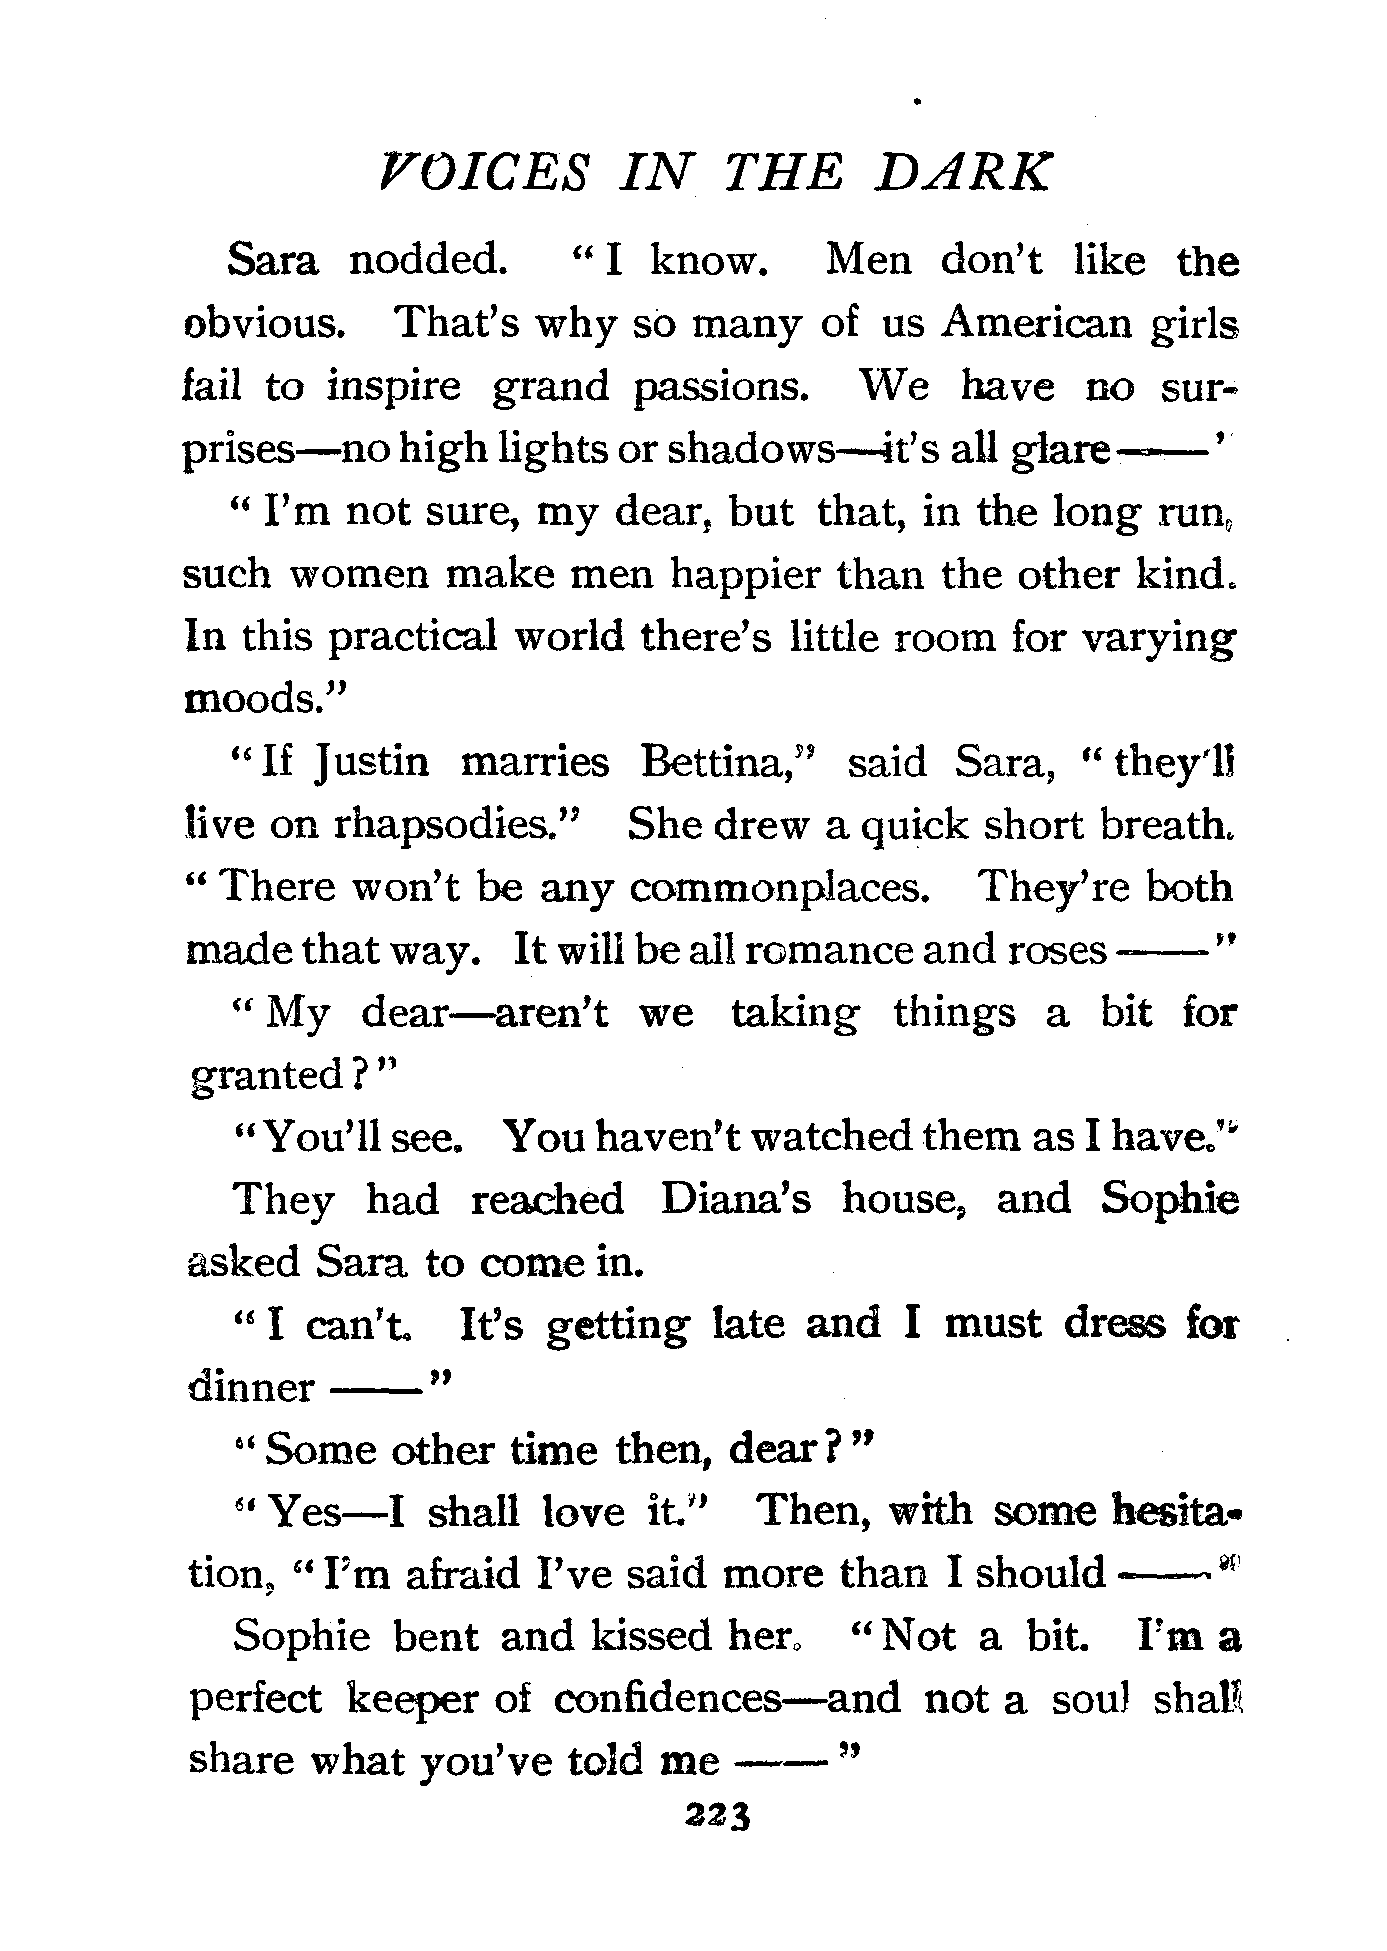 VOICES IN THE DARK
Sara nodded. “I know. Men don’t like the
obvious. That’s why so many of us American girls
fail to inspire grand passions. We have no sur-
prises—no high lights or shadows—it’s all glare——’
“I’m not sure, my dear, but that, in the long run,
such women make men happier than the other kind.
In this practical world there’s little room for varying
moods.”
“If Justin marries Bettina,” said Sara, “they’ll
live on rhapsodies.” She drew a quick short breath.
“There won’t be any commonplaces. They’re both
made that way. It will be all romance and roses——”
“My dear—aren’t we taking things a bit for
granted?”
“You’ll see. You haven’t watched them as I have.”
They had reached Diana’s house, and Sophie
asked Sara to come in.
“I can’t. It’s getting late and I must dress for
dinner——”
“Some other time then, dear?”
“Yes—I shall love it.” Then, with some hesita-
tion, “I’m afraid I’ve said more than I should——”
Sophie bent and kissed her. “Not a bit. I’m a
perfect keeper of confidences—and not a soul shall
share what you’ve told me——”
223